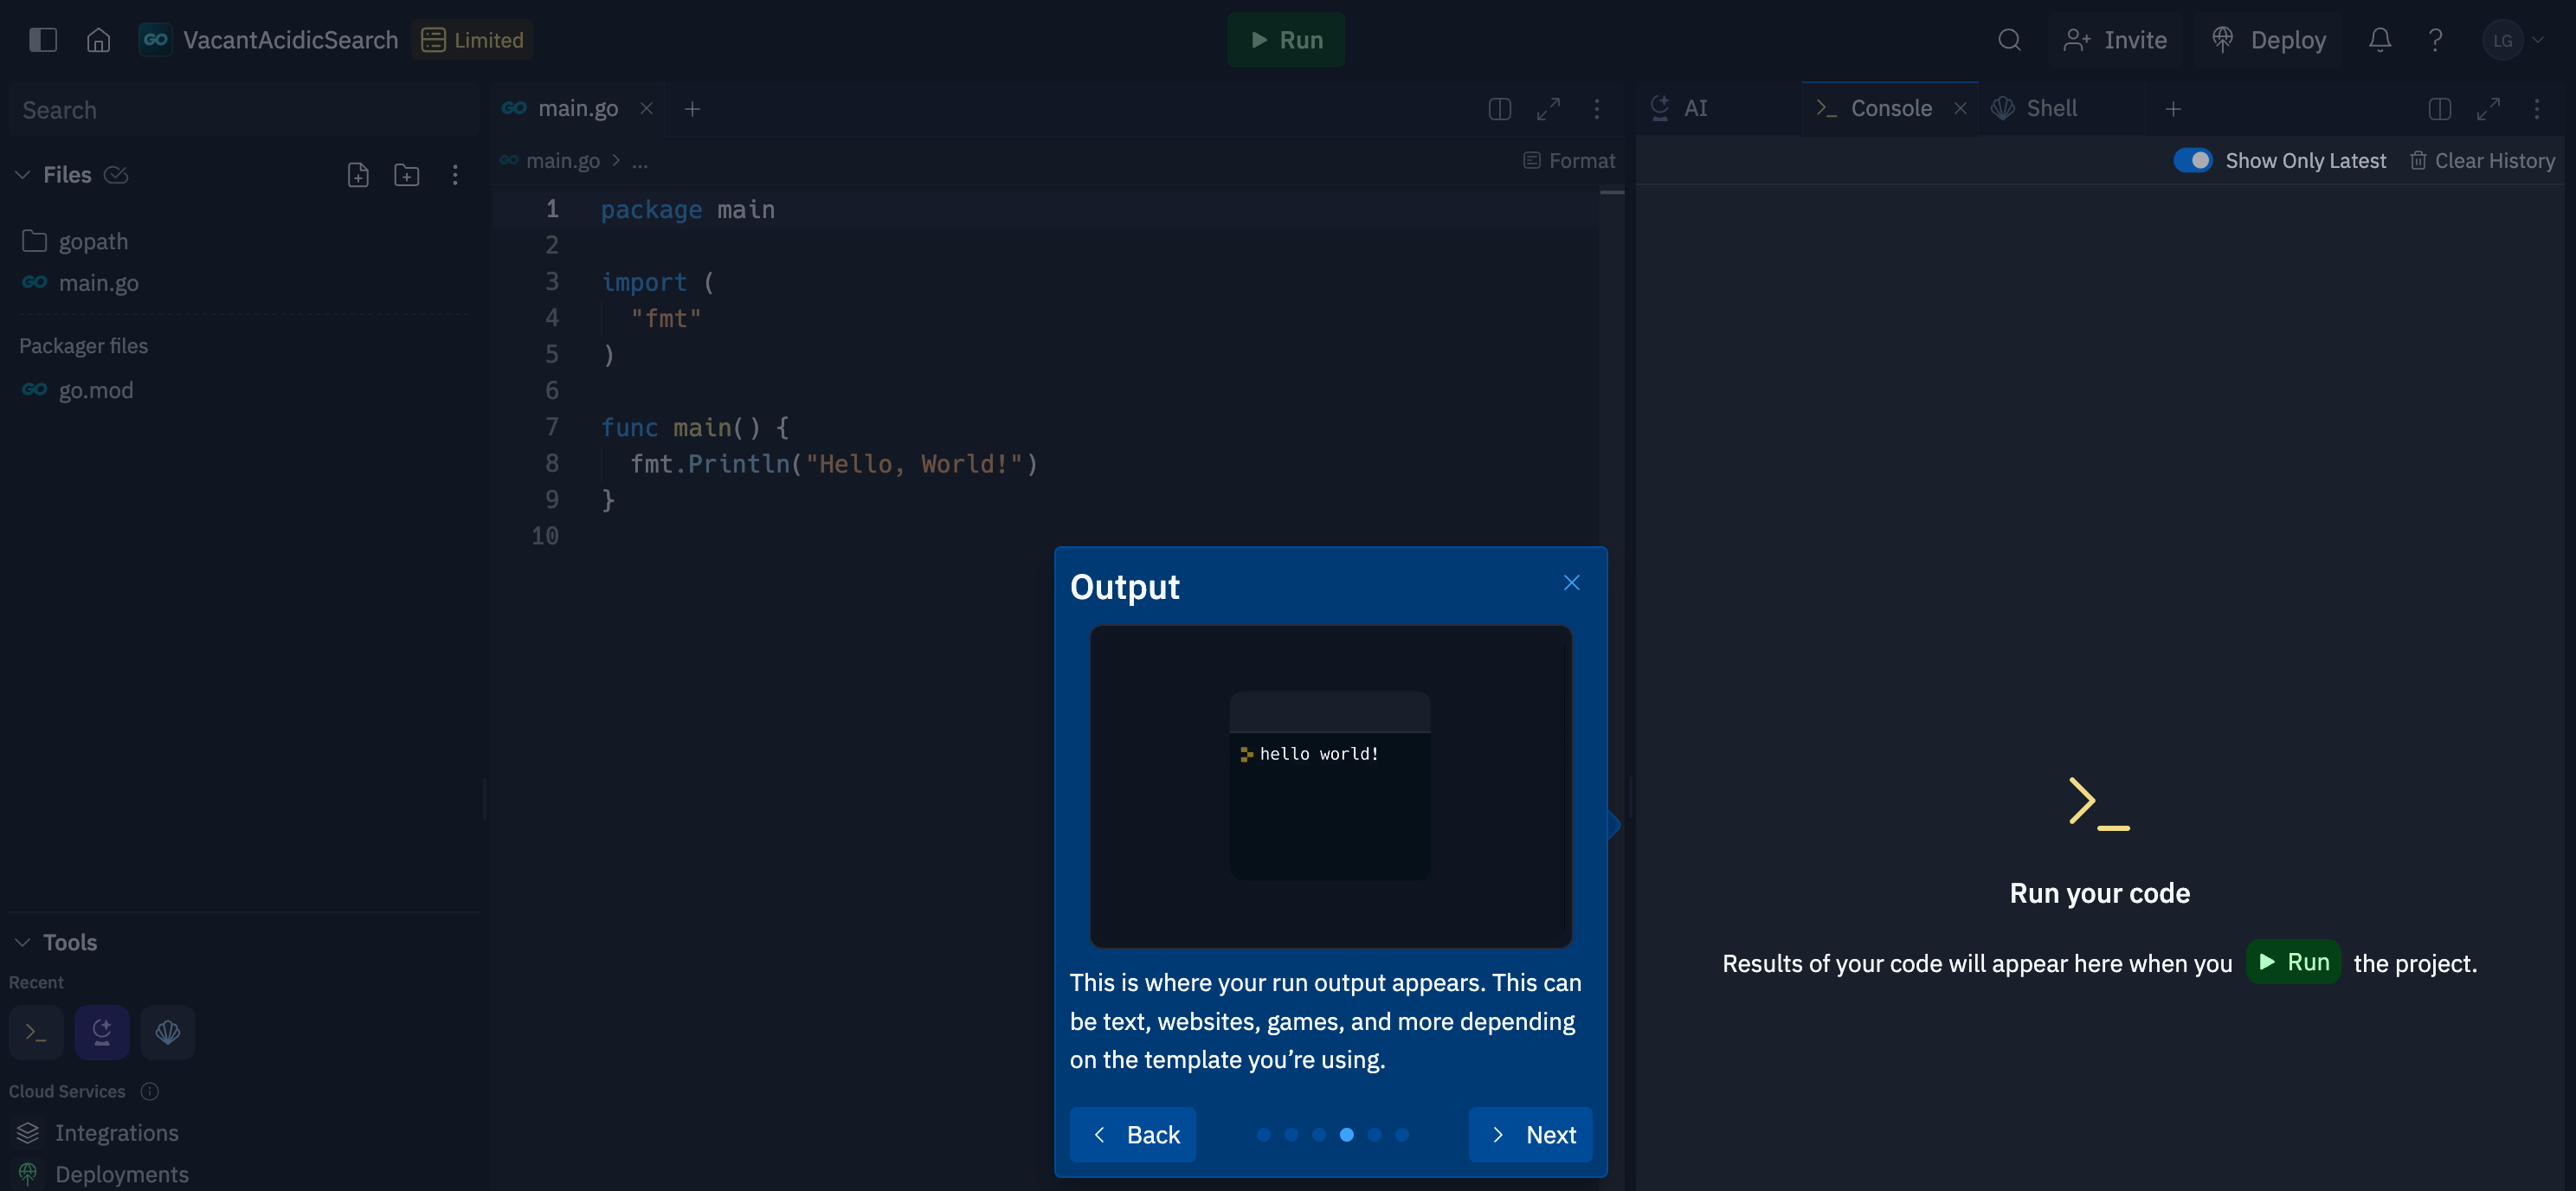 GO VacantAcidicSearch Limited
Run
Invite Deploy ? LG
Search
Files
gopath
GO main.go
Packager files
GO go.mod
Tools
Recent
Cloud Services
Integrations
Deployments
GO main.go
GO main.go > ... Format
1 package main
2
3 import (
4 "fmt"
5 )
6
7 func main() {
8 fmt.Println("Hello, World!")
9 }
10
Output
hello world!
This is where your run output appears. This can
be text, websites, games, and more depending
on the template you’re using.
Back Next
AI >_ Console Shell
Show Only Latest Clear History
Run your code
Results of your code will appear here when you Run the project.